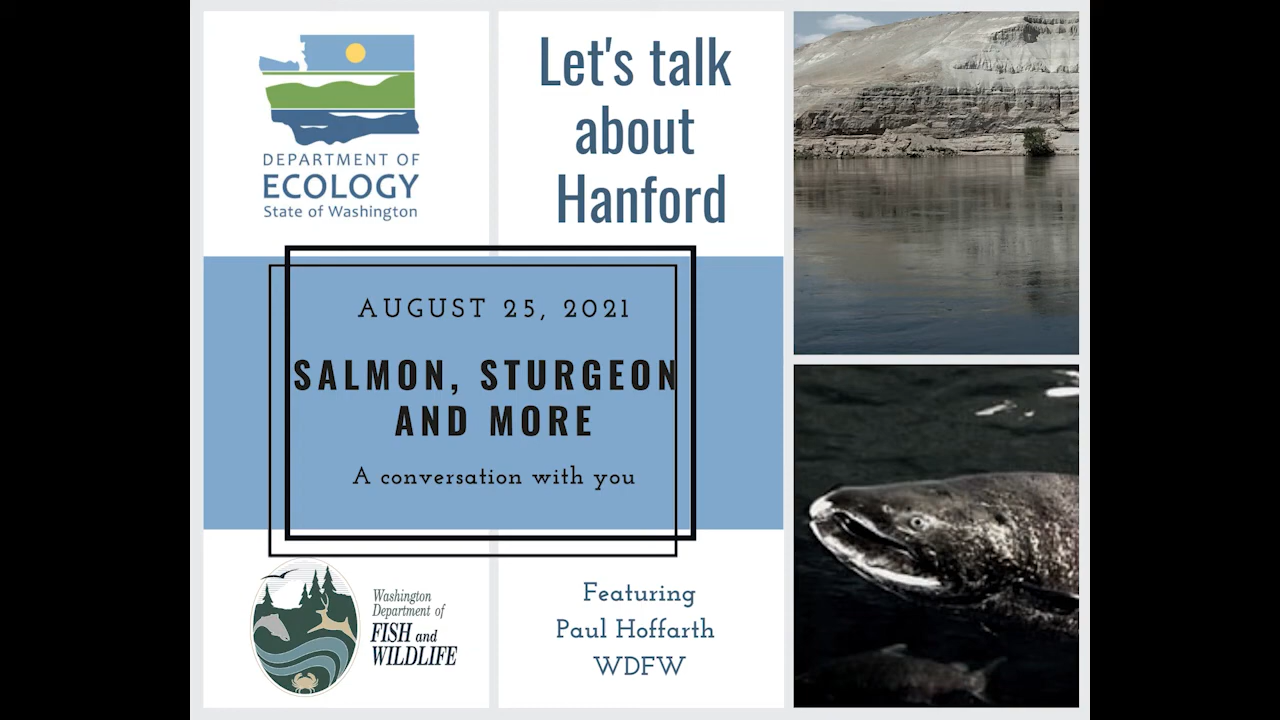 DEPARTMENT OF
ECOLOGY
State of Washington
Let's talk
about
Hanford
AUGUST 25, 2021
SALMON, STURGEON
AND MORE
A conversation with you
Washington
Department of
FISH and
WILDLIFE
Featuring
Paul Hoffarth
WDFW